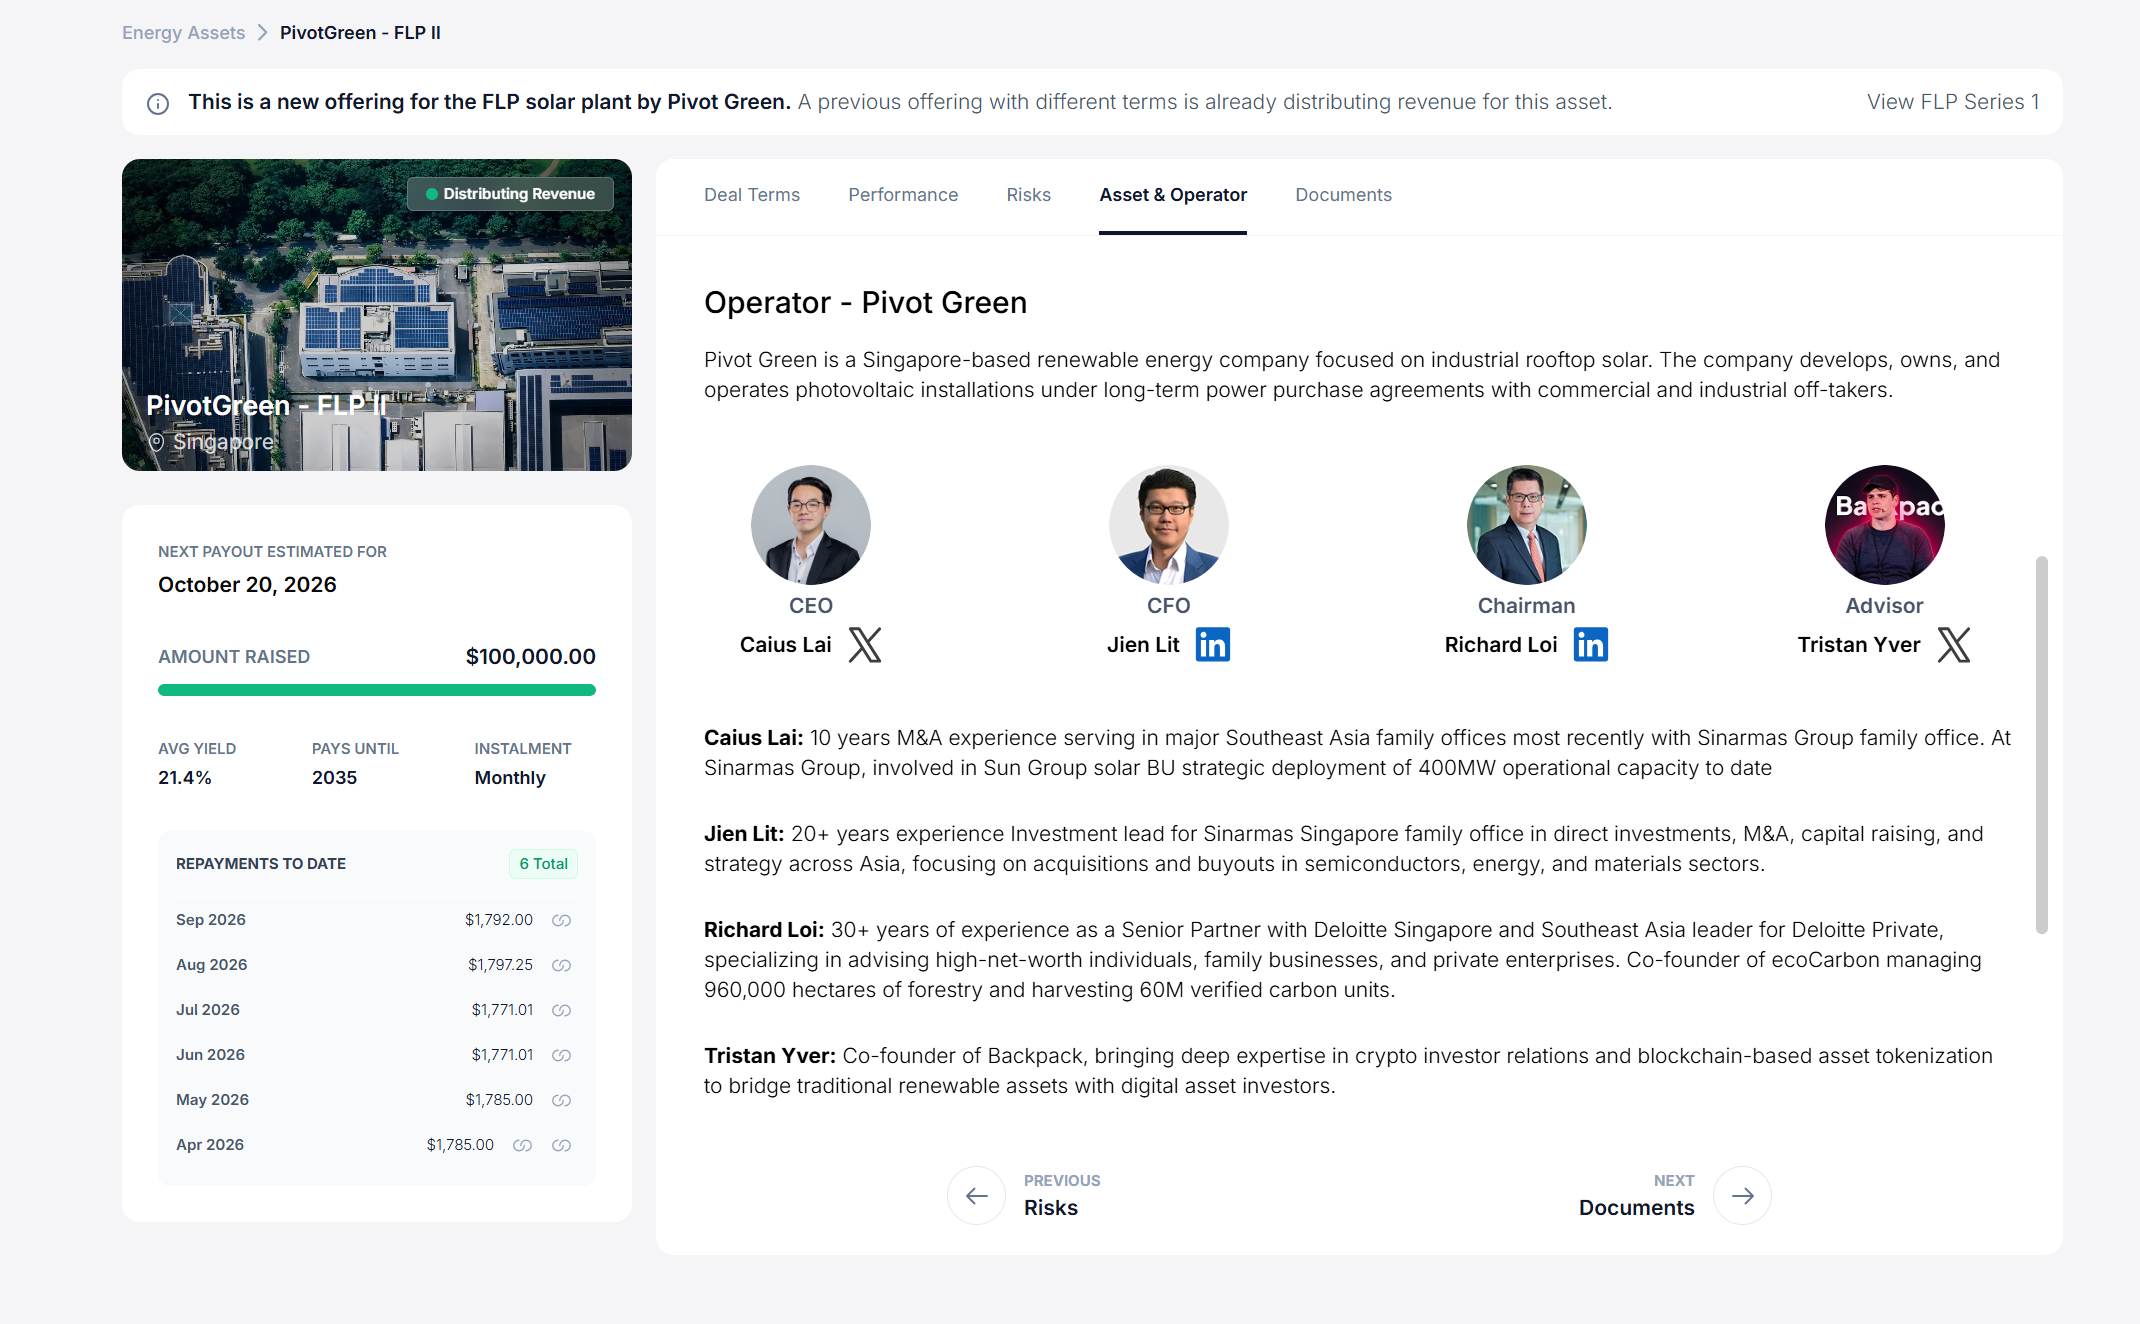 Energy Assets > PivotGreen - FLP II
This is a new offering for the FLP solar plant by Pivot Green. A previous offering with different terms is already distributing revenue for this asset.
View FLP Series 1
Distributing Revenue
PivotGreen - FLP II
Singapore
NEXT PAYOUT ESTIMATED FOR
October 20, 2026
AMOUNT RAISED $100,000.00
AVG YIELD PAYS UNTIL INSTALMENT
21.4% 2035 Monthly
REPAYMENTS TO DATE 6 Total
Sep 2026 $1,792.00
Aug 2026 $1,797.25
Jul 2026 $1,771.01
Jun 2026 $1,771.01
May 2026 $1,785.00
Apr 2026 $1,785.00
Deal Terms Performance Risks Asset & Operator Documents
Operator - Pivot Green
Pivot Green is a Singapore-based renewable energy company focused on industrial rooftop solar. The company develops, owns, and
operates photovoltaic installations under long-term power purchase agreements with commercial and industrial off-takers.
Backpac
CEO CFO Chairman Advisor
Caius Lai Jien Lit Richard Loi Tristan Yver
Caius Lai: 10 years M&A experience serving in major Southeast Asia family offices most recently with Sinarmas Group family office. At
Sinarmas Group, involved in Sun Group solar BU strategic deployment of 400MW operational capacity to date
Jien Lit: 20+ years experience Investment lead for Sinarmas Singapore family office in direct investments, M&A, capital raising, and
strategy across Asia, focusing on acquisitions and buyouts in semiconductors, energy, and materials sectors.
Richard Loi: 30+ years of experience as a Senior Partner with Deloitte Singapore and Southeast Asia leader for Deloitte Private,
specializing in advising high-net-worth individuals, family businesses, and private enterprises. Co-founder of ecoCarbon managing
960,000 hectares of forestry and harvesting 60M verified carbon units.
Tristan Yver: Co-founder of Backpack, bringing deep expertise in crypto investor relations and blockchain-based asset tokenization
to bridge traditional renewable assets with digital asset investors.
PREVIOUS
Risks
NEXT
Documents